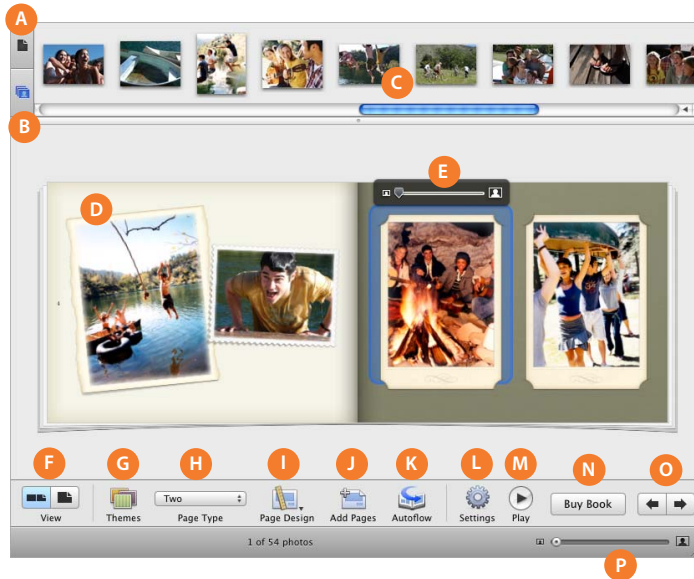 A
B
C
D
E
F
G
H
I
J
K
L
M
N
O
Two
Buy Book
View
Themes
Page Type
Page Design
Add Pages
Autoflow
Settings
Play
1 of 54 photos
P